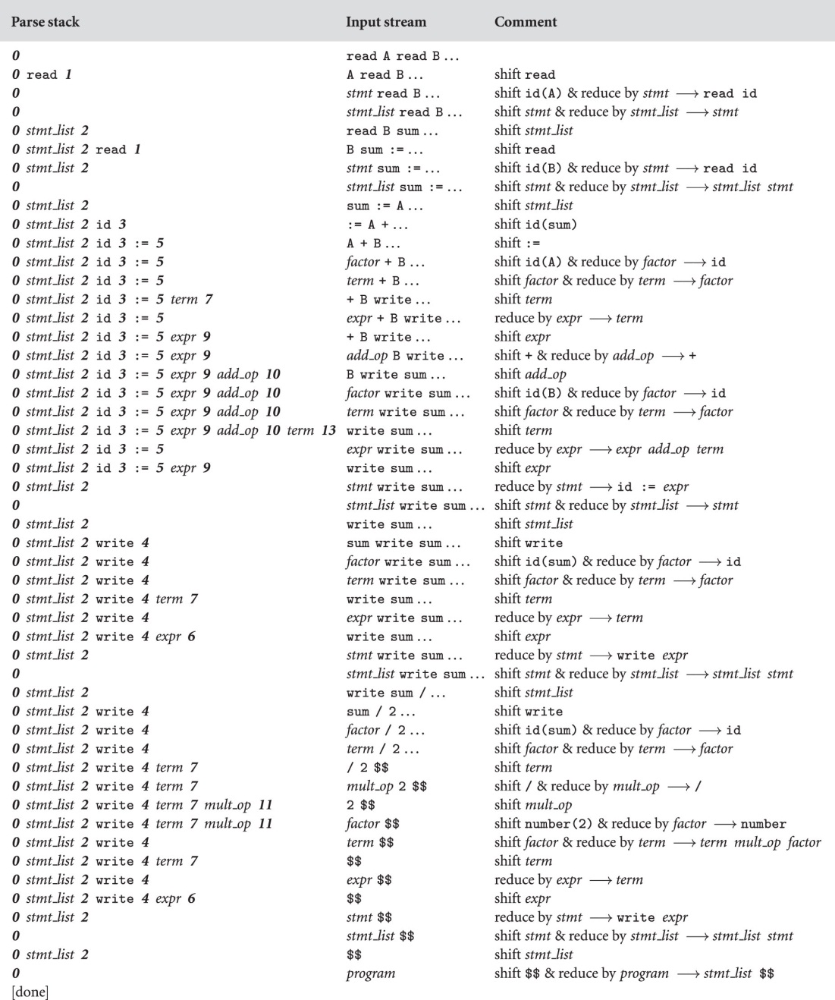 Parse stack Input stream Comment
0 read A read B ...
0 read 1 A read B ... shift read
0 stmt read B ... shift id(A) & reduce by stmt ⟶ read id
0 stmt_list read B ... shift stmt & reduce by stmt_list ⟶ stmt
0 stmt_list 2 read B sum ... shift stmt_list
0 stmt_list 2 read 1 B sum := ... shift read
0 stmt_list 2 stmt sum := ... shift id(B) & reduce by stmt ⟶ read id
0 stmt_list sum := ... shift stmt & reduce by stmt_list ⟶ stmt_list stmt
0 stmt_list 2 sum := A ... shift stmt_list
0 stmt_list 2 id 3 := A + ... shift id(sum)
0 stmt_list 2 id 3 := 5 A + B ... shift :=
0 stmt_list 2 id 3 := 5 factor + B ... shift id(A) & reduce by factor ⟶ id
0 stmt_list 2 id 3 := 5 term + B ... shift factor & reduce by term ⟶ factor
0 stmt_list 2 id 3 := 5 term 7 + B write ... shift term
0 stmt_list 2 id 3 := 5 expr + B write ... reduce by expr ⟶ term
0 stmt_list 2 id 3 := 5 expr 9 + B write ... shift expr
0 stmt_list 2 id 3 := 5 expr 9 add_op B write ... shift + & reduce by add_op ⟶ +
0 stmt_list 2 id 3 := 5 expr 9 add_op 10 B write sum ... shift add_op
0 stmt_list 2 id 3 := 5 expr 9 add_op 10 factor write sum ... shift id(B) & reduce by factor ⟶ id
0 stmt_list 2 id 3 := 5 expr 9 add_op 10 term write sum ... shift factor & reduce by term ⟶ factor
0 stmt_list 2 id 3 := 5 expr 9 add_op 10 term 13 write sum ... shift term
0 stmt_list 2 id 3 := 5 expr write sum ... reduce by expr ⟶ expr add_op term
0 stmt_list 2 id 3 := 5 expr 9 write sum ... shift expr
0 stmt_list 2 stmt write sum ... reduce by stmt ⟶ id := expr
0 stmt_list write sum ... shift stmt & reduce by stmt_list ⟶ stmt
0 stmt_list 2 write sum ... shift stmt_list
0 stmt_list 2 write 4 sum write sum ... shift write
0 stmt_list 2 write 4 factor write sum ... shift id(sum) & reduce by factor ⟶ id
0 stmt_list 2 write 4 term write sum ... shift factor & reduce by term ⟶ factor
0 stmt_list 2 write 4 term 7 write sum ... shift term
0 stmt_list 2 write 4 expr write sum ... reduce by expr ⟶ term
0 stmt_list 2 write 4 expr 6 write sum ... shift expr
0 stmt_list 2 stmt write sum ... reduce by stmt ⟶ write expr
0 stmt_list write sum ... shift stmt & reduce by stmt_list ⟶ stmt_list stmt
0 stmt_list 2 write sum / ... shift stmt_list
0 stmt_list 2 write 4 sum / 2 ... shift write
0 stmt_list 2 write 4 factor / 2 ... shift id(sum) & reduce by factor ⟶ id
0 stmt_list 2 write 4 term / 2 ... shift factor & reduce by term ⟶ factor
0 stmt_list 2 write 4 term 7 / 2 $$ shift term
0 stmt_list 2 write 4 term 7 mult_op 2 $$ shift / & reduce by mult_op ⟶ /
0 stmt_list 2 write 4 term 7 mult_op 11 2 $$ shift mult_op
0 stmt_list 2 write 4 term 7 mult_op 11 factor $$ shift number(2) & reduce by factor ⟶ number
0 stmt_list 2 write 4 term $$ shift factor & reduce by term ⟶ term mult_op factor
0 stmt_list 2 write 4 term 7 $$ shift term
0 stmt_list 2 write 4 expr $$ reduce by expr ⟶ term
0 stmt_list 2 write 4 expr 6 $$ shift expr
0 stmt_list 2 stmt $$ reduce by stmt ⟶ write expr
0 stmt_list $$ shift stmt & reduce by stmt_list ⟶ stmt_list stmt
0 stmt_list 2 $$ shift stmt_list
0 program shift $$ & reduce by program ⟶ stmt_list $$
[done]